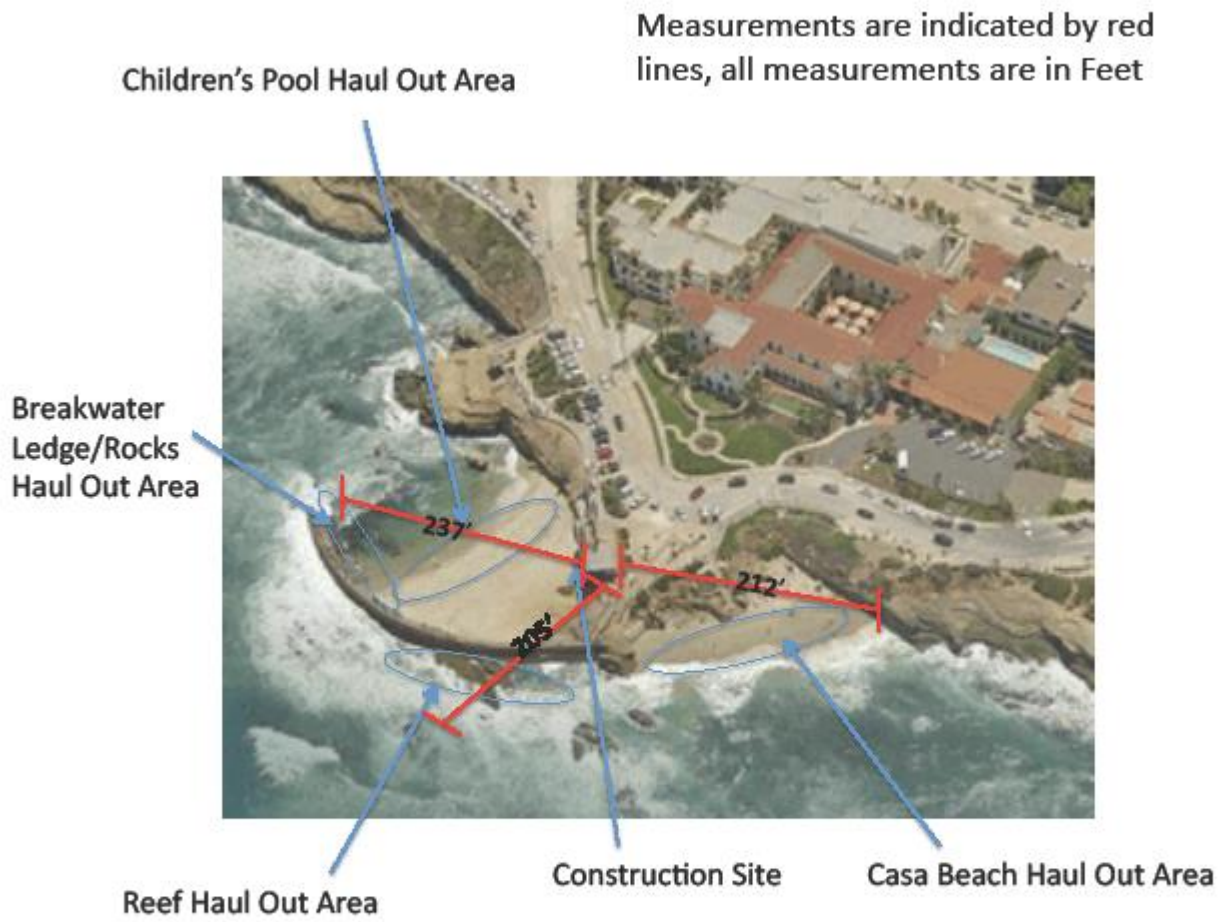 Measurements are indicated by red
lines, all measurements are in Feet
Children's Pool Haul Out Area
Breakwater
Ledge/Rocks
Haul Out Area
237'
212'
205'
Construction Site
Casa Beach Haul Out Area
Reef Haul Out Area